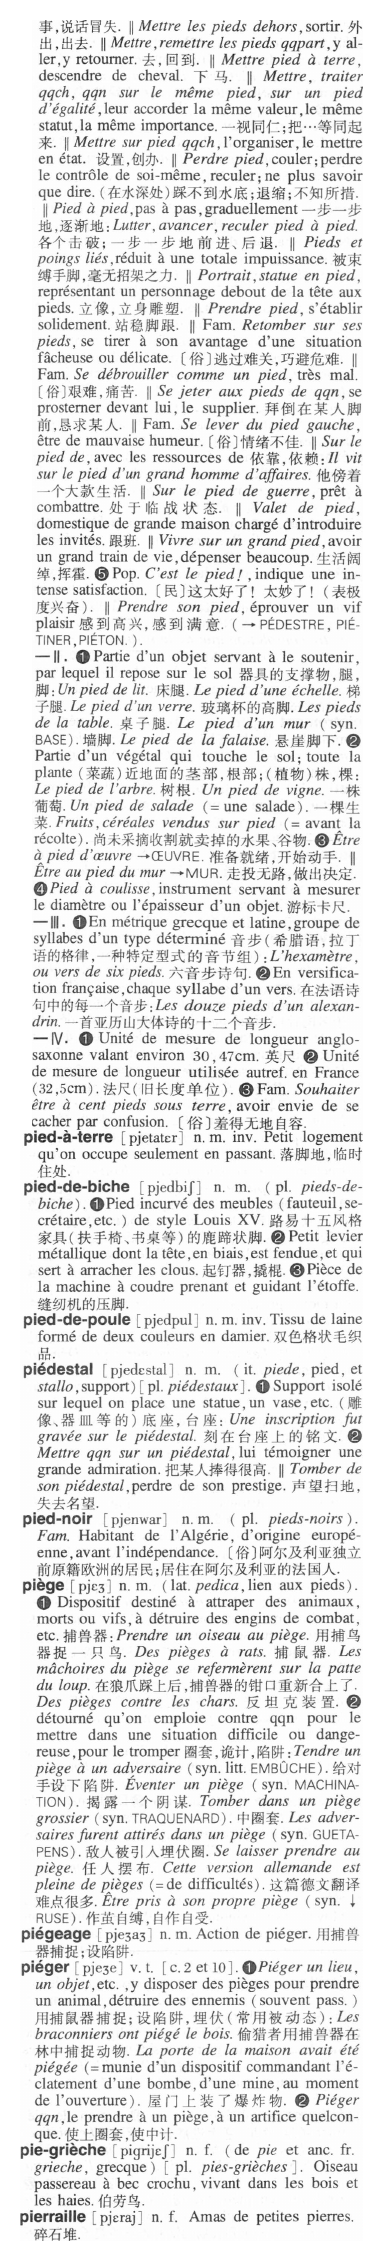 事,说话冒失. ‖ Mettre les pieds dehors, sortir. 外
出,出去. ‖ Mettre, remettre les pieds qqpart, y al-
ler, y retourner. 去,回到. ‖ Mettre pied à terre,
descendre de cheval. 下马. ‖ Mettre, traiter
qqch, qqn sur le même pied, sur un pied
d'égalité, leur accorder la même valeur, le même
statut, la même importance. 一视同仁;把…等同起
来. ‖ Mettre sur pied qqch, l'organiser, le mettre
en état. 设置,创办. ‖ Perdre pied, couler; perdre
le contrôle de soi-même, reculer; ne plus savoir
que dire. (在水深处)踩不到水底;退缩;不知所措.
‖ Pied à pied, pas à pas, graduellement 一步一步
地,逐渐地: Lutter, avancer, reculer pied à pied.
各个击破;一步一步地前进、后退. ‖ Pieds et
poings liés, réduit à une totale impuissance. 被束
缚手脚,毫无招架之力. ‖ Portrait, statue en pied,
représentant un personnage debout de la tête aux
pieds. 立像,立身雕塑. ‖ Prendre pied, s'établir
solidement. 站稳脚跟. ‖ Fam. Retomber sur ses
pieds, se tirer à son avantage d'une situation
fâcheuse ou délicate. 〔俗〕逃过难关,巧避危难. ‖
Fam. Se débrouiller comme un pied, très mal.
〔俗〕艰难,痛苦. ‖ Se jeter aux pieds de qqn, se
prosterner devant lui, le supplier. 拜倒在某人脚
前,恳求某人. ‖ Fam. Se lever du pied gauche,
être de mauvaise humeur. 〔俗〕情绪不佳. ‖ Sur le
pied de, avec les ressources de 依靠,依赖: Il vit
sur le pied d'un grand homme d'affaires. 他傍着
一个大款生活. ‖ Sur le pied de guerre, prêt à
combattre. 处于临战状态. ‖ Valet de pied,
domestique de grande maison chargé d'introduire
les invités. 跟班. ‖ Vivre sur un grand pied, avoir
un grand train de vie, dépenser beaucoup. 生活阔
绰,挥霍. ❺ Pop. C'est le pied!, indique une in-
tense satisfaction. 〔民〕这太好了! 太妙了! (表极
度兴奋). ‖ Prendre son pied, éprouver un vif
plaisir 感到高兴,感到满意. (→ PÉDESTRE, PIÉ-
TINER, PIÉTON.)
—Ⅱ. ❶ Partie d'un objet servant à le soutenir,
par lequel il repose sur le sol 器具的支撑物,腿,
脚: Un pied de lit. 床腿. Le pied d'une échelle. 梯
子腿. Le pied d'un verre. 玻璃杯的高脚. Les pieds
de la table. 桌子腿. Le pied d'un mur (syn.
BASE). 墙脚. Le pied de la falaise. 悬崖脚下. ❷
Partie d'un végétal qui touche le sol; toute la
plante (菜蔬)近地面的茎部,根部;(植物)株,棵:
Le pied de l'arbre. 树根. Un pied de vigne. 一株
葡萄. Un pied de salade (= une salade). 一棵生
菜. Fruits, céréales vendus sur pied (= avant la
récolte). 尚未采摘收割就卖掉的水果、谷物. ❸ Être
à pied d'œuvre →ŒUVRE. 准备就绪,开始动手. ‖
Être au pied du mur →MUR. 走投无路,做出决定.
❹ Pied à coulisse, instrument servant à mesurer
le diamètre ou l'épaisseur d'un objet. 游标卡尺.
—Ⅲ. ❶ En métrique grecque et latine, groupe de
syllabes d'un type déterminé 音步(希腊语,拉丁
语的格律,一种特定型式的音节组): L'hexamètre,
ou vers de six pieds. 六音步诗句. ❷ En versifica-
tion française, chaque syllabe d'un vers. 在法语诗
句中的每一个音步: Les douze pieds d'un alexan-
drin. 一首亚历山大体诗的十二个音步.
—Ⅳ. ❶ Unité de mesure de longueur anglo-
saxonne valant environ 30,47cm. 英尺 ❷ Unité
de mesure de longueur utilisée autref. en France
(32,5cm). 法尺(旧长度单位). ❸ Fam. Souhaiter
être à cent pieds sous terre, avoir envie de se
cacher par confusion. 〔俗〕羞得无地自容.
pied-à-terre [pjetatɛr] n. m. inv. Petit logement
qu'on occupe seulement en passant. 落脚地,临时
住处.
pied-de-biche [pjedbiʃ] n. m. (pl. pieds-de-
biche). ❶ Pied incurvé des meubles (fauteuil, se-
crétaire, etc.) de style Louis XV. 路易十五风格
家具(扶手椅、书桌等)的鹿蹄状脚. ❷ Petit levier
métallique dont la tête, en biais, est fendue, et qui
sert à arracher les clous. 起钉器,撬棍. ❸ Pièce de
la machine à coudre prenant et guidant l'étoffe.
缝纫机的压脚.
pied-de-poule [pjedpul] n. m. inv. Tissu de laine
formé de deux couleurs en damier. 双色格状毛织
品.
piédestal [pjedɛstal] n. m. (it. piede, pied, et
stallo, support) [pl. piédestaux]. ❶ Support isolé
sur lequel on place une statue, un vase, etc. (雕
像、器皿等的)底座,台座: Une inscription fut
gravée sur le piédestal. 刻在台座上的铭文. ❷
Mettre qqn sur un piédestal, lui témoigner une
grande admiration. 把某人捧得很高. ‖ Tomber de
son piédestal, perdre de son prestige. 声望扫地,
失去名望.
pied-noir [pjenwar] n. m. (pl. pieds-noirs).
Fam. Habitant de l'Algérie, d'origine europé-
enne, avant l'indépendance. 〔俗〕阿尔及利亚独立
前原籍欧洲的居民;居住在阿尔及利亚的法国人.
piège [pjɛʒ] n. m. (lat. pedica, lien aux pieds).
❶ Dispositif destiné à attraper des animaux,
morts ou vifs, à détruire des engins de combat,
etc. 捕兽器: Prendre un oiseau au piège. 用捕鸟
器捉一只鸟. Des pièges à rats. 捕鼠器. Les
mâchoires du piège se refermèrent sur la patte
du loup. 在狼爪踩上后,捕兽器的钳口重新合上了.
Des pièges contre les chars. 反坦克装置. ❷
détourné qu'on emploie contre qqn pour le
mettre dans une situation difficile ou dange-
reuse, pour le tromper 圈套,诡计,陷阱: Tendre un
piège à un adversaire (syn. litt. EMBÛCHE). 给对
手设下陷阱. Éventer un piège (syn. MACHINA-
TION). 揭露一个阴谋. Tomber dans un piège
grossier (syn. TRAQUENARD). 中圈套. Les adver-
saires furent attirés dans un piège (syn. GUETA-
PENS). 敌人被引入埋伏圈. Se laisser prendre au
piège. 任人摆布. Cette version allemande est
pleine de pièges (= de difficultés). 这篇德文翻译
难点很多. Être pris à son propre piège (syn. ↓
RUSE). 作茧自缚,自作自受.
piégeage [pjeʒaʒ] n. m. Action de piéger. 用捕兽
器捕捉;设陷阱.
piéger [pjeʒe] v. t. [c. 2 et 10]. ❶ Piéger un lieu,
un objet, etc., y disposer des pièges pour prendre
un animal, détruire des ennemis (souvent pass.)
用捕鼠器捕捉;设陷阱,埋伏(常用被动态): Les
braconniers ont piégé le bois. 偷猎者用捕兽器在
林中捕捉动物. La porte de la maison avait été
piégée (= munie d'un dispositif commandant l'é-
clatement d'une bombe, d'une mine, au moment
de l'ouverture). 屋门上装了爆炸物. ❷ Piéger
qqn, le prendre à un piège, à un artifice quelcon-
que. 使上圈套,使中计.
pie-grièche [pigrijɛʃ] n. f. (de pie et anc. fr.
grieche, grecque) [pl. pies-grièches]. Oiseau
passereau à bec crochu, vivant dans les bois et
les haies. 伯劳鸟.
pierraille [pjɛraj] n. f. Amas de petites pierres.
碎石堆.